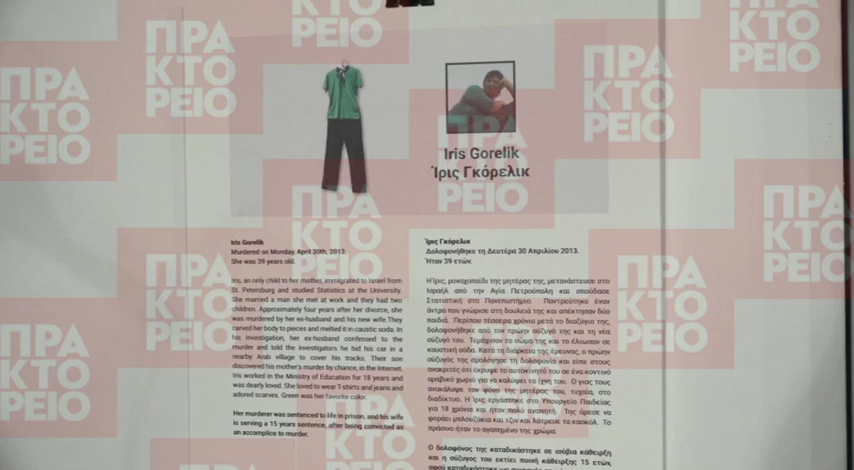 ΠΡΑ
ΚΤΟ
ΡΕΙΟ
Iris Gorelik
Ίρις Γκόρελικ
Iris Gorelik
Murdered on Monday, April 30th, 2013.
She was 39 years old.
Iris, an only child to her mother, immigrated to Israel from
St. Petersburg and studied Statistics at the University.
She married a man she met at work and they had two
children. Approximately four years after her divorce, she
was murdered by her ex-husband and his new wife.They
carved her body to pieces and melted it in caustic soda. In
his investigation, her ex-husband confessed to the
murder and told the investigators he hid his car in a
nearby Arab village to cover his tracks. Their son
discovered his mother's murder by chance, in the Internet.
Iris worked in the Ministry of Education for 18 years and
was dearly loved. She loved to wear T-shirts and jeans and
adored scarves. Green was her favorite color.
Her murderer was sentenced to life in prison, and his wife
is serving a 15 years sentence, after being convicted as
an accomplice to murder.
Ίρις Γκόρελικ
Δολοφονήθηκε τη Δευτέρα 30 Απριλίου 2013.
Ήταν 39 ετών.
Η Ίρις, μοναχοπαίδι της μητέρας της, μετανάστευσε στο
Ισραήλ από την Αγία Πετρούπολη και σπούδασε
Στατιστική στο Πανεπιστήμιο. Παντρεύτηκε έναν
άντρα που γνώρισε στη δουλειά της και απέκτησαν δύο
παιδιά. Περίπου τέσσερα χρόνια μετά το διαζύγιο της,
δολοφονήθηκε από τον πρώην σύζυγό της και τη νέα
σύζυγό του. Τεμάχισαν το σώμα της και το έλιωσαν σε
καυστική σόδα. Κατά τη διάρκεια της έρευνας, ο πρώην
σύζυγός της ομολόγησε τη δολοφονία και είπε στους
ανακριτές ότι έκρυψε το αυτοκίνητό του σε ένα κοντινό
αραβικό χωριό για να καλύψει τα ίχνη του. Ο γιος τους
ανακάλυψε τον φόνο της μητέρας του, τυχαία, στο
διαδίκτυο. Η Ίρις εργάστηκε στο Υπουργείο Παιδείας
για 18 χρόνια και ήταν πολύ αγαπητή. Της άρεσε να
φοράει μπλουζάκια και τζιν και λάτρευε τα κασκόλ. Το
πράσινο ήταν το αγαπημένο της χρώμα.
Ο δολοφόνος της καταδικάστηκε σε ισόβια κάθειρξη
και η σύζυγος του εκτίει ποινή κάθειρξης 15 ετών,